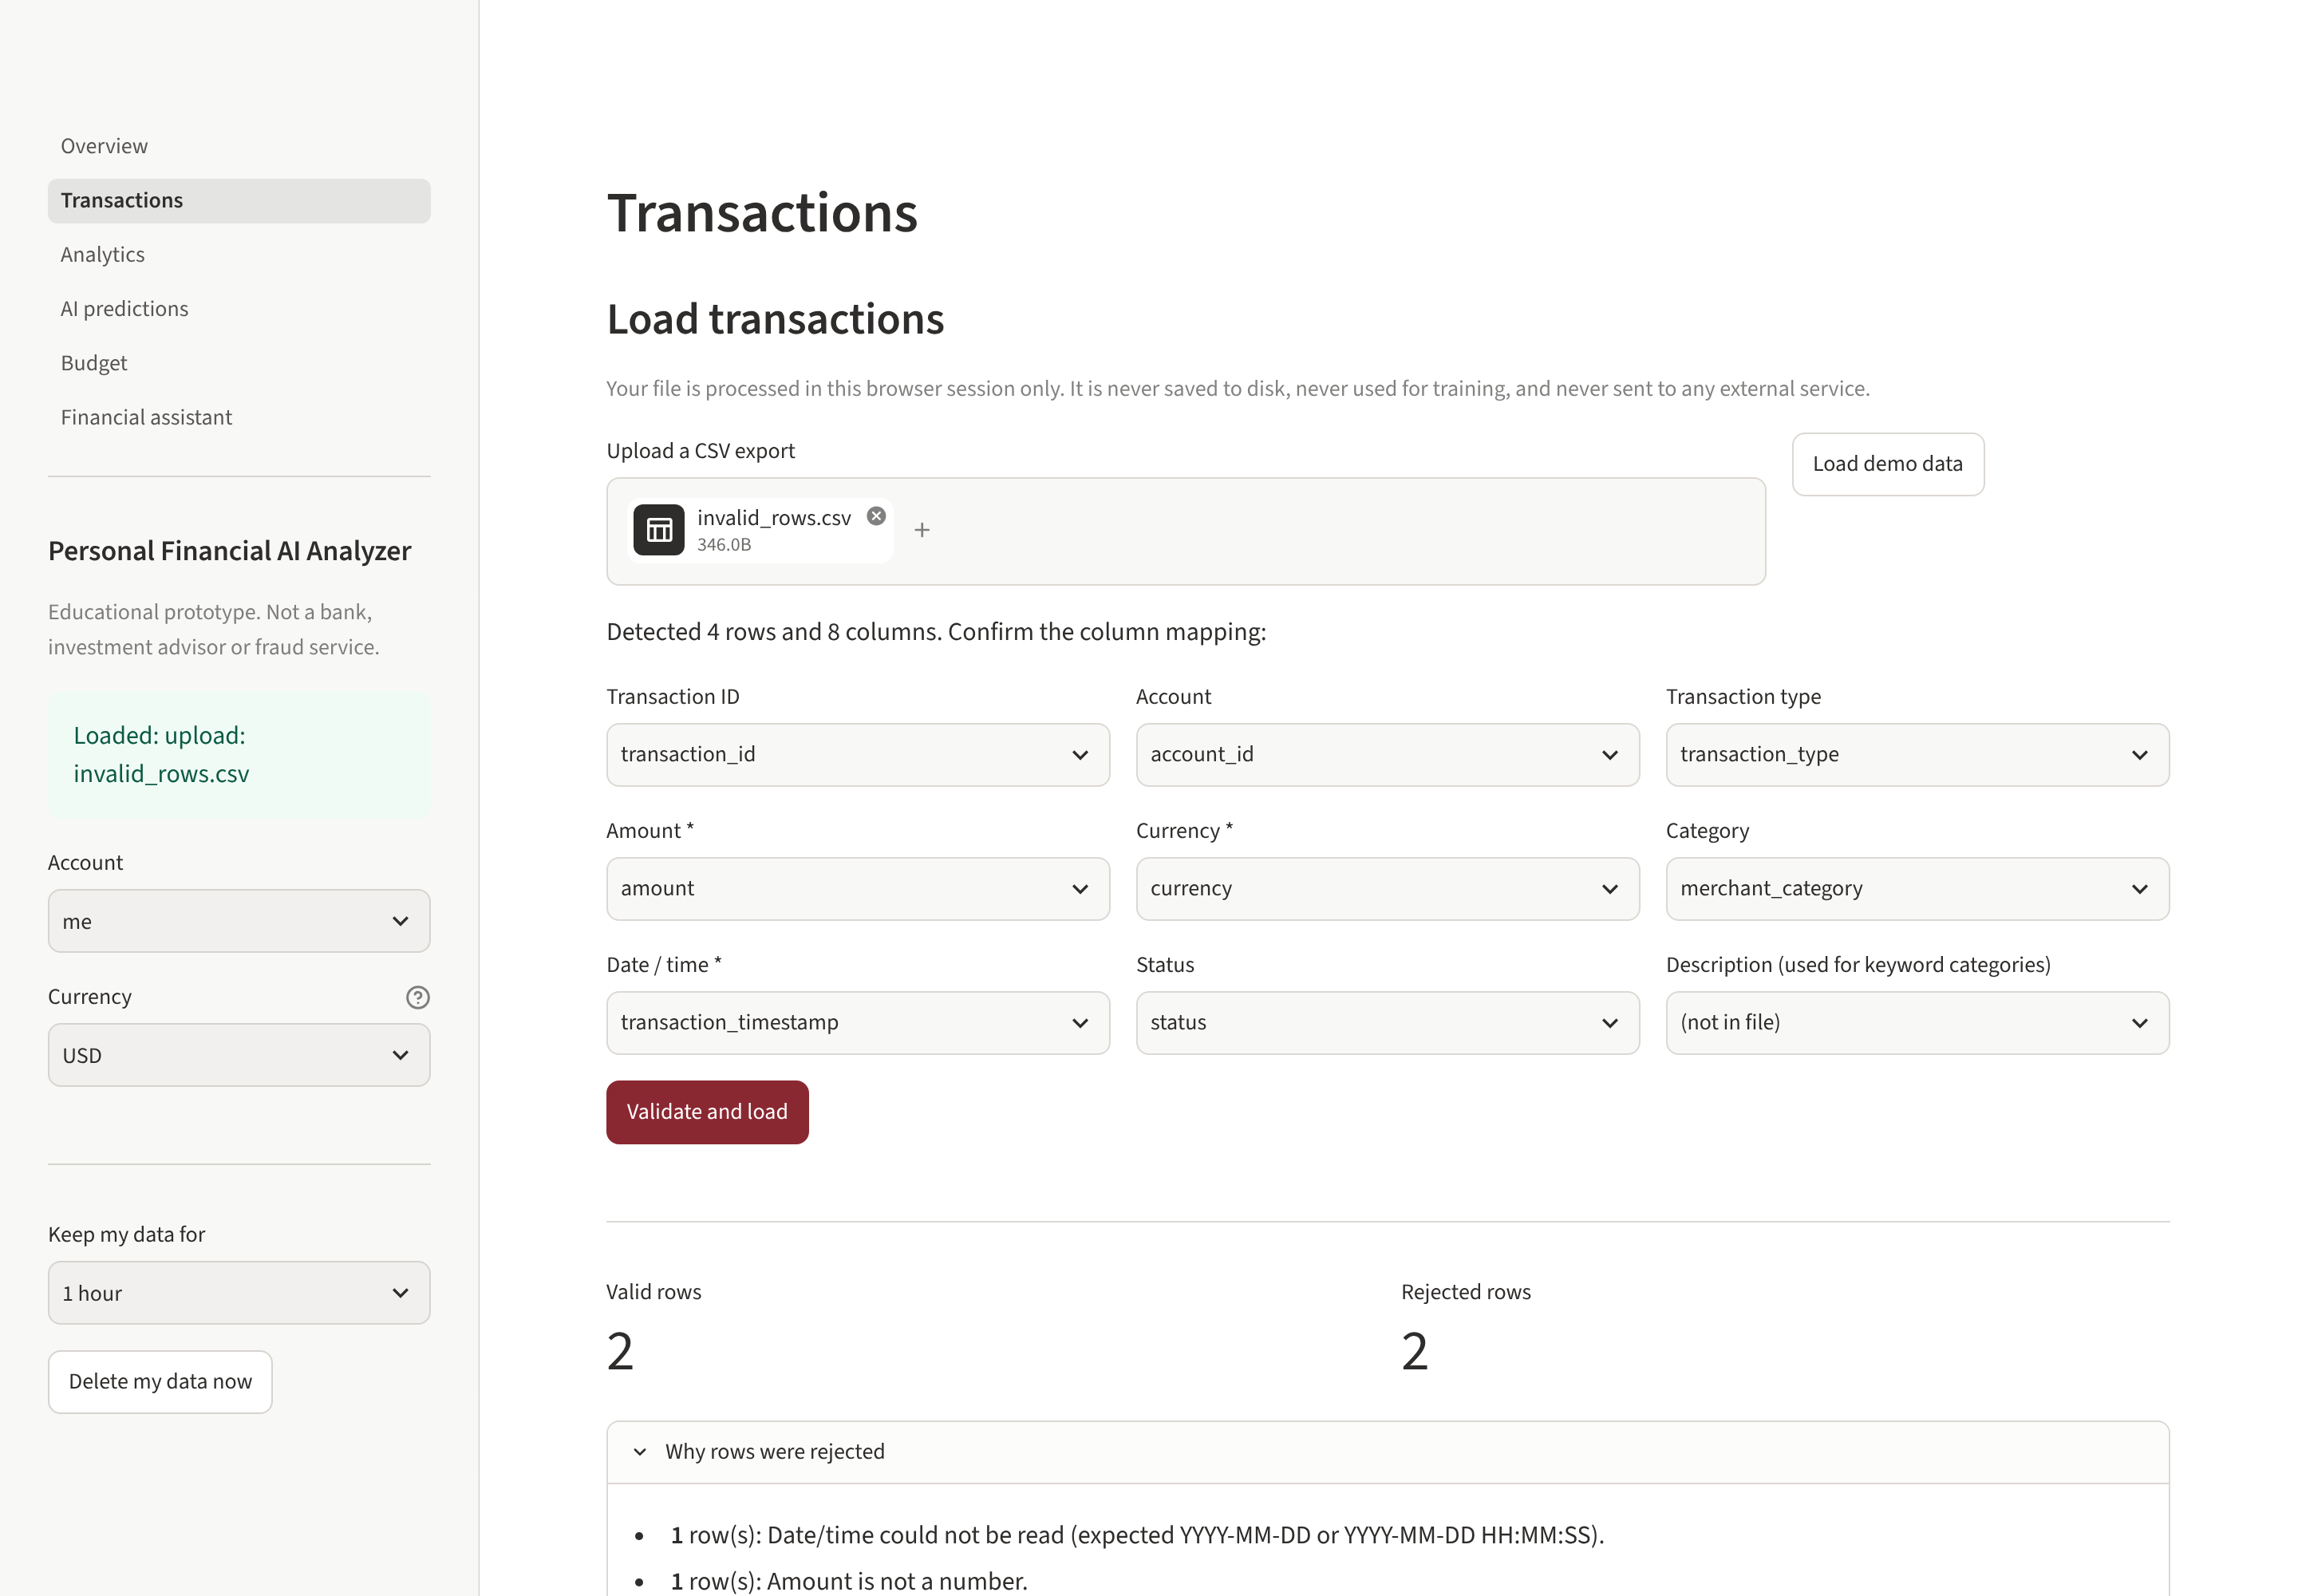 Overview
Transactions
Analytics
AI predictions
Budget
Financial assistant
Personal Financial AI Analyzer
Educational prototype. Not a bank,
investment advisor or fraud service.
Loaded: upload:
invalid_rows.csv
Account
me
Currency
USD
Keep my data for
1 hour
Delete my data now
Transactions
Load transactions
Your file is processed in this browser session only. It is never saved to disk, never used for training, and never sent to any external service.
Upload a CSV export
Load demo data
invalid_rows.csv
346.0B
Detected 4 rows and 8 columns. Confirm the column mapping:
Transaction ID
Account
Transaction type
transaction_id
account_id
transaction_type
Amount *
Currency *
Category
amount
currency
merchant_category
Date / time *
Status
Description (used for keyword categories)
transaction_timestamp
status
(not in file)
Validate and load
Valid rows
Rejected rows
2
2
Why rows were rejected
• 1 row(s): Date/time could not be read (expected YYYY-MM-DD or YYYY-MM-DD HH:MM:SS).
• 1 row(s): Amount is not a number.